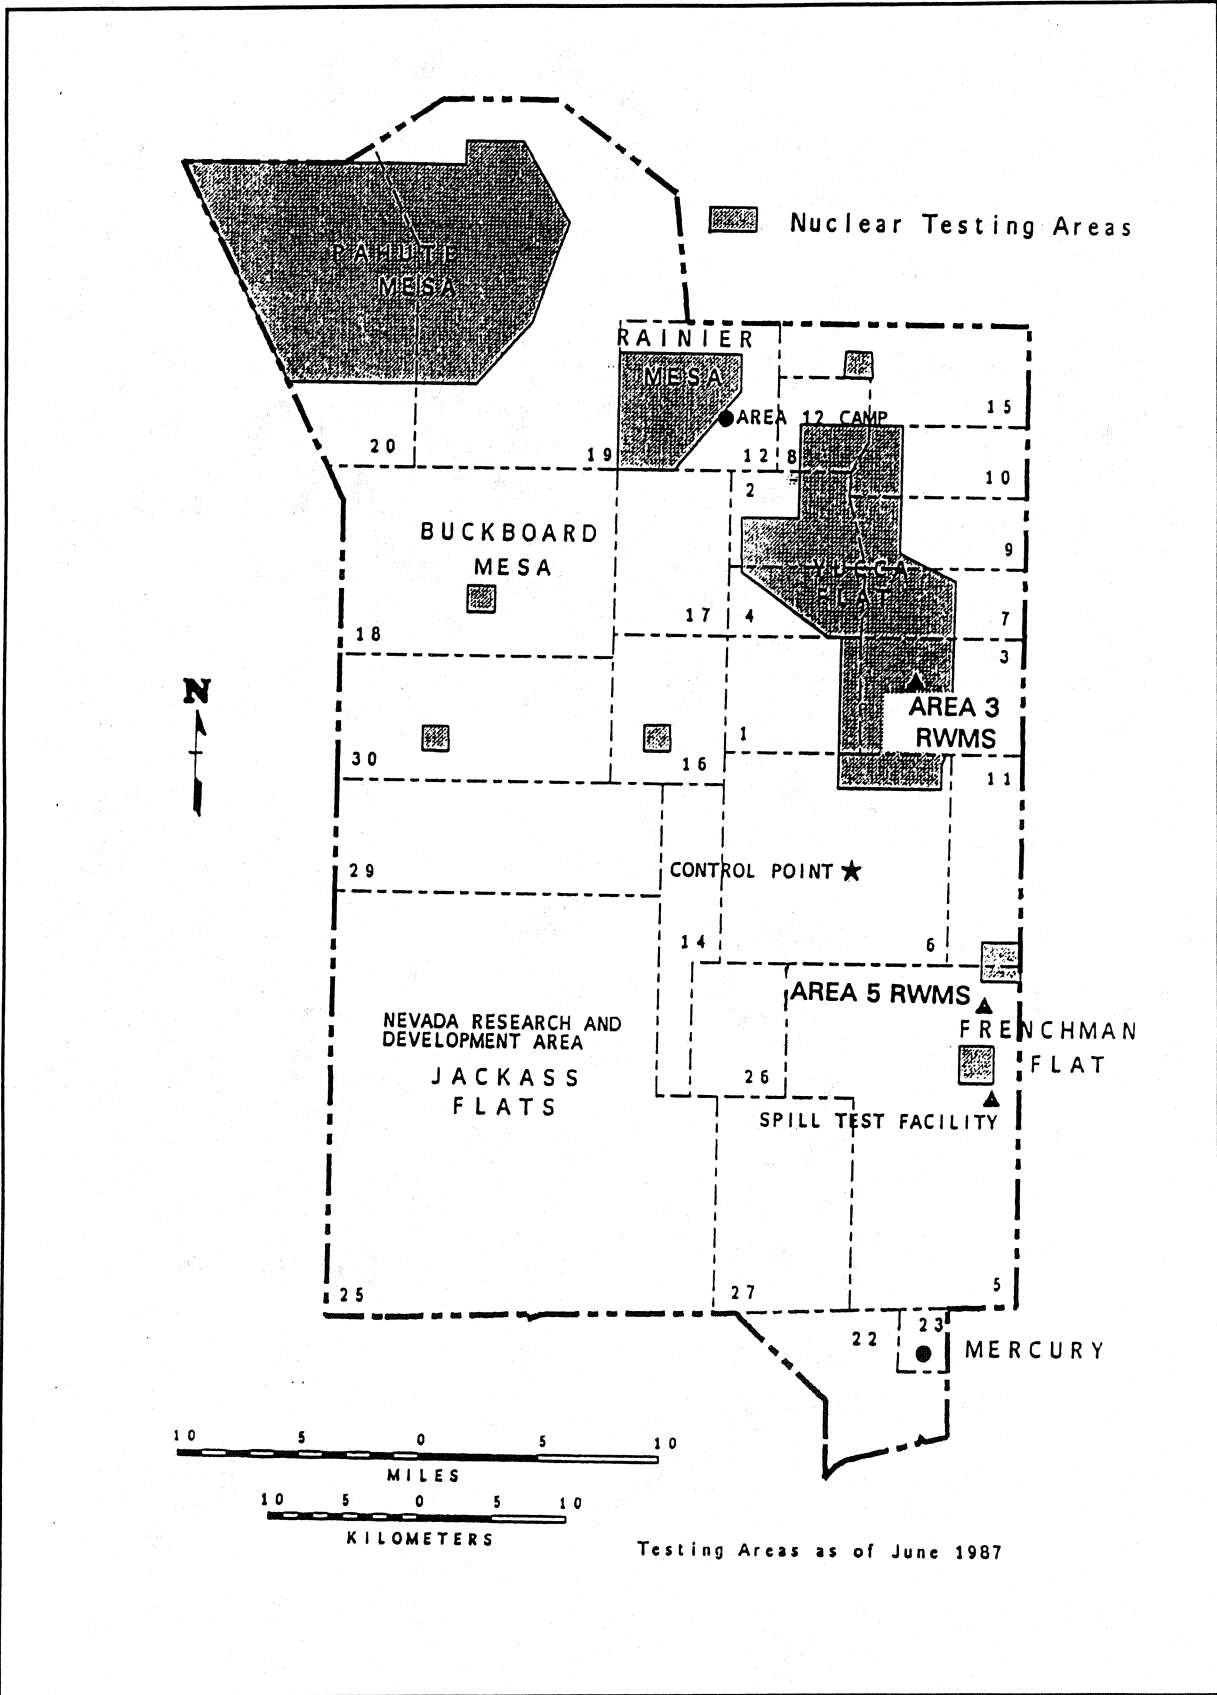 Nuclear Testing Areas
PAHUTE
MESA
RAINIER
MESA
AREA 12 CAMP
15
20
19
12
8
10
2
BUCKBOARD
MESA
9
YUCCA
FLAT
17
4
7
18
3
N
AREA 3
RWMS
1
30
16
11
29
CONTROL POINT
14
6
AREA 5 RWMS
NEVADA RESEARCH AND
DEVELOPMENT AREA
FRENCHMAN
FLAT
JACKASS
FLATS
26
SPILL TEST FACILITY
25
27
5
22
23
MERCURY
10 5 0 5 10
MILES
10 5 0 5 10
KILOMETERS
Testing Areas as of June 1987